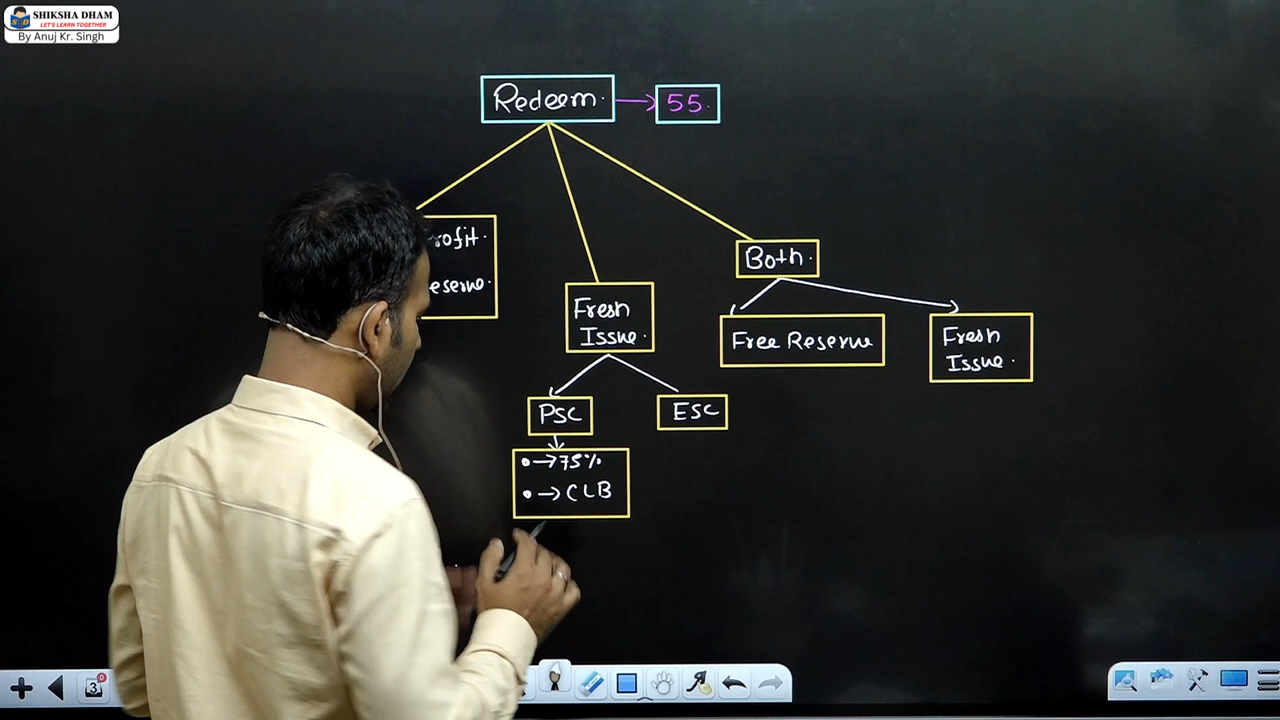 SHIKSHA DHAM
LET'S LEARN TOGETHER
By Anuj Kr. Singh
Redeem.
55.
Both.
Fresh
Issue.
Free Reserve
Fresh
Issue.
PSC
ESC
75%
CLB
3